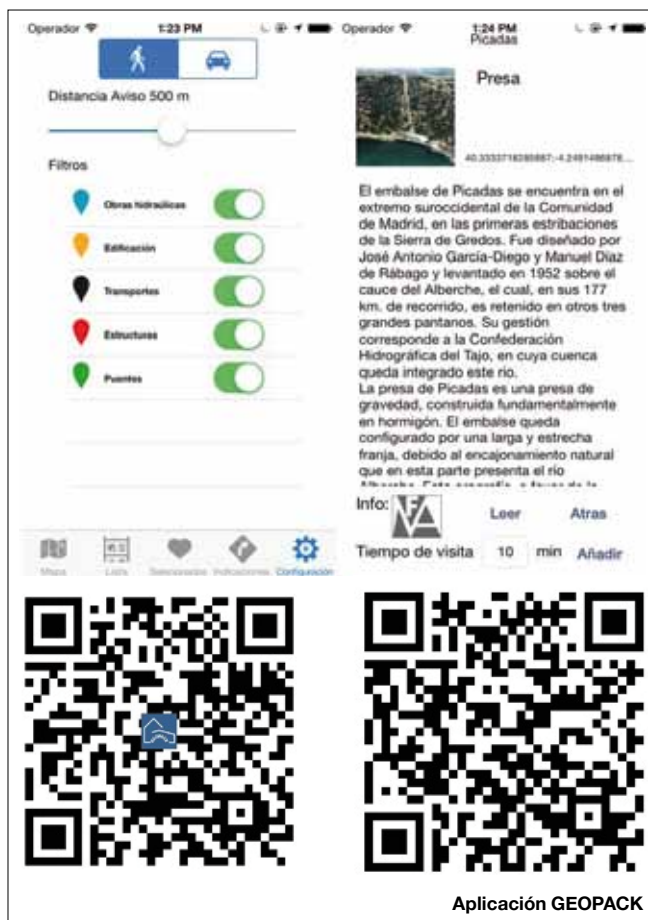 Operador 1:23 PM
Distancia Aviso 500 m
Filtros
Obras hidraúlicas
Edificación
Transportes
Estructuras
Puentes
Mapa Lista Seleccionados Indicaciones Configuración
Operador 1:24 PM
Picadas
Presa
El embalse de Picadas se encuentra en el
extremo suroccidental de la Comunidad
de Madrid, en las primeras estribaciones
de la Sierra de Gredos. Fue diseñado por
José Antonio García-Diego y Manuel Díaz
de Rábago y levantado en 1952 sobre el
cauce del Alberche, el cual, en sus 177
km. de recorrido, es retenido en otros tres
grandes pantanos. Su gestión
corresponde a la Confederación
Hidrográfica del Tajo, en cuya cuenca
queda integrado este río.
La presa de Picadas es una presa de
gravedad, construida fundamentalmente
en hormigón. El embalse queda
configurado por una larga y estrecha
franja, debido al encajonamiento natural
que en esta parte presenta el río
Info: Leer Atras
Tiempo de visita 10 min Añadir
Aplicación GEOPACK